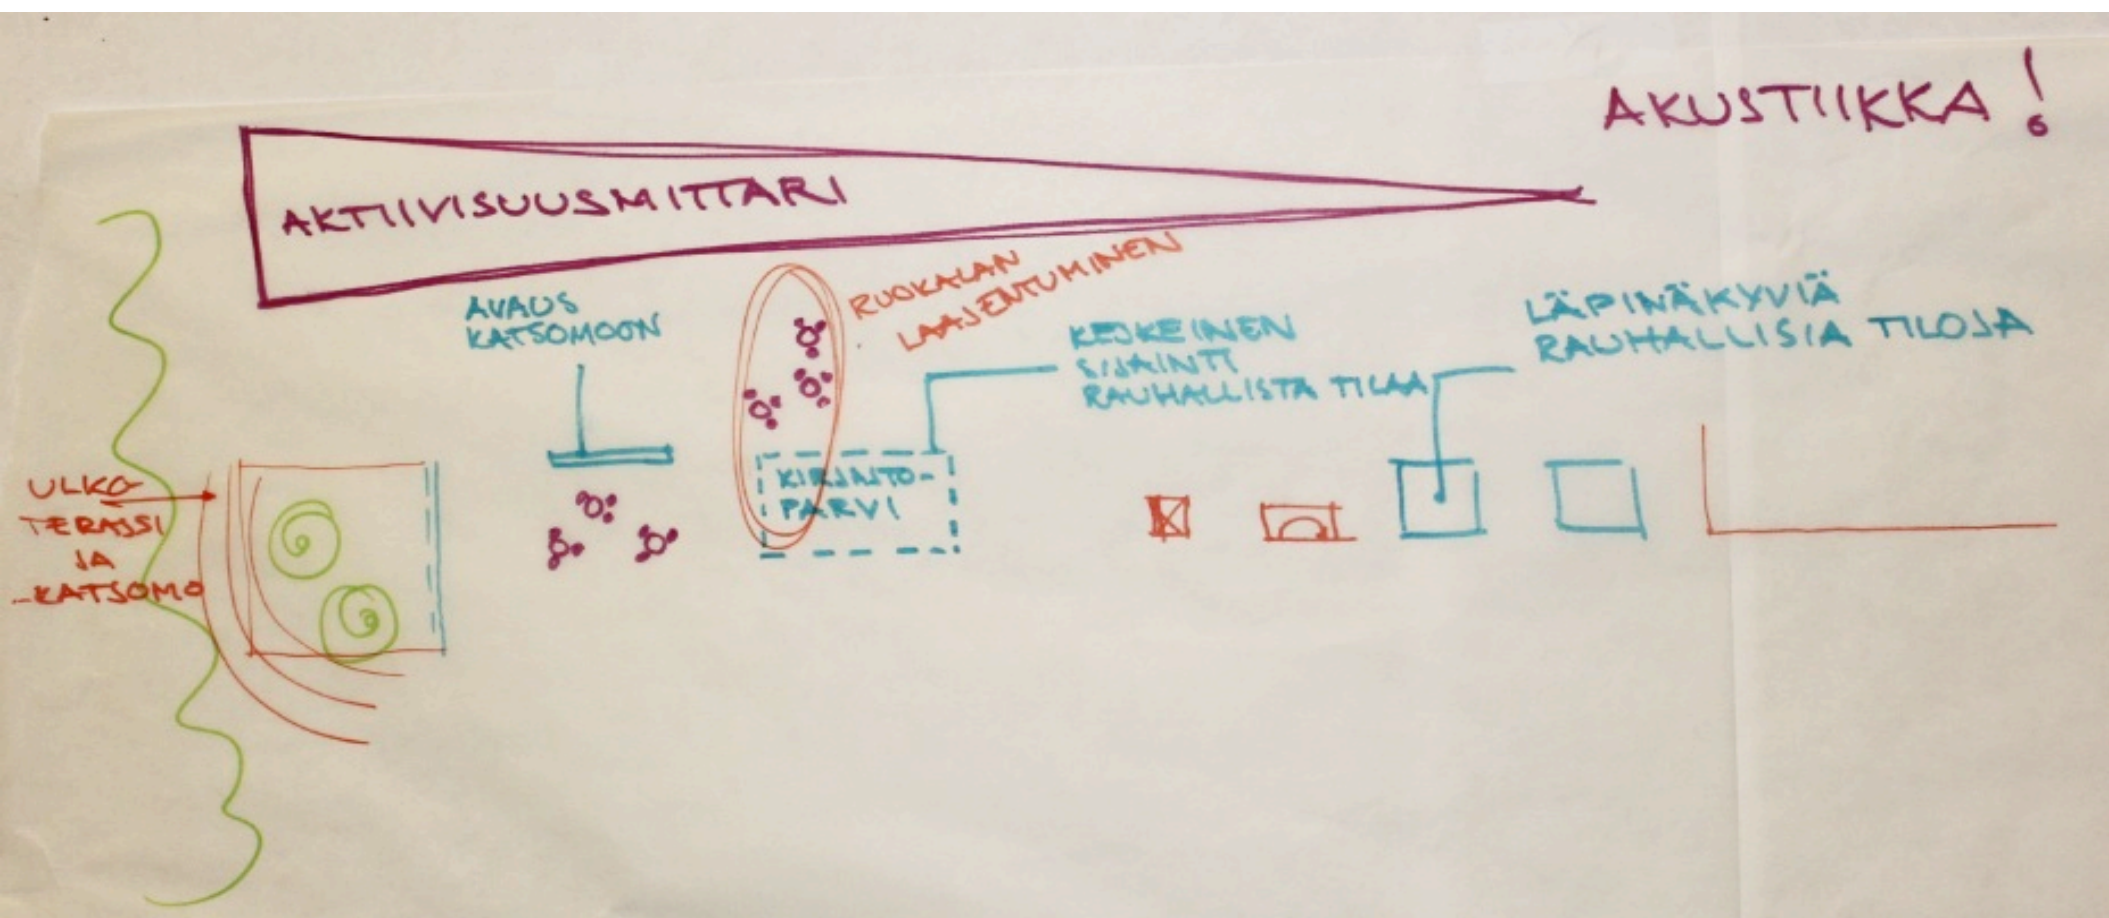 AKUSTIIKKA!
AKTIIVISUUSMITTARI
AVAUS
KATSOMOON
RUOKALAN
LAAJENTUMINEN
KESKEINEN
SIJAINTI
RAUHALLISTA TILAA
LÄPINÄKYVIÄ
RAUHALLISIA TILOJA
KIRJASTO-
PARVI
ULKO-
TERASSI
JA
-KATSOMO